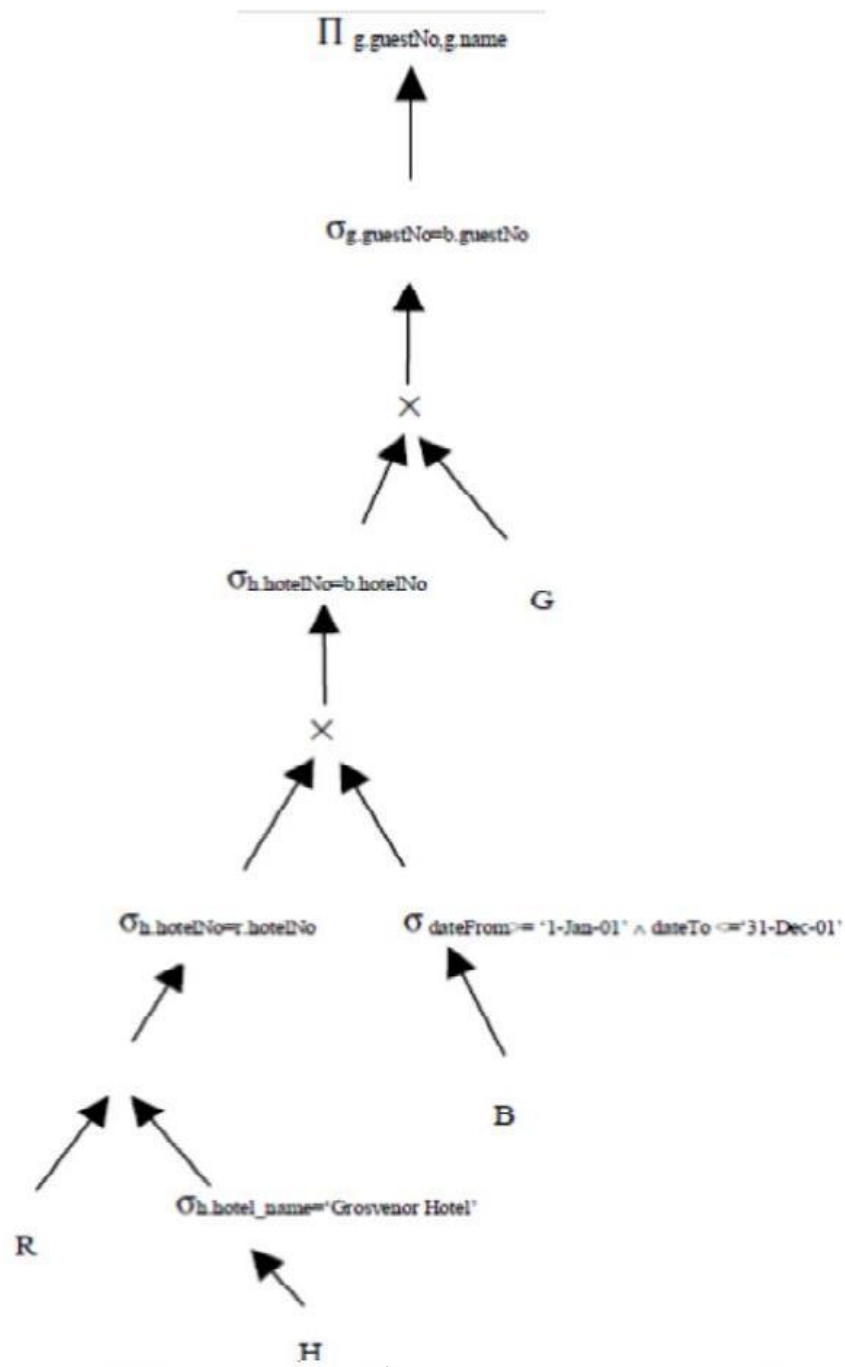 Π g.guestNo,g.name
σg.guestNo=b.guestNo
×
σh.hotelNo=b.hotelNo
G
×
σh.hotelNo=r.hotelNo
σ dateFrom>= ‘1-Jan-01’ ∧ dateTo <=‘31-Dec-01’
B
σh.hotel_name=‘Grosvenor Hotel’
R
H